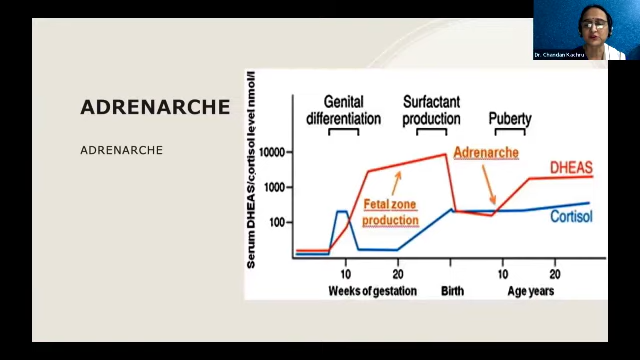 Dr. Chandan Kachru
ADRENARCHE
ADRENARCHE
Serum DHEAS/cortisol level nmol/l
Genital
differentiation
Surfactant
production
Puberty
10000
1000
100
Adrenarche
DHEAS
Fetal zone
production
Cortisol
10
20
10
20
Weeks of gestation
Birth
Age years